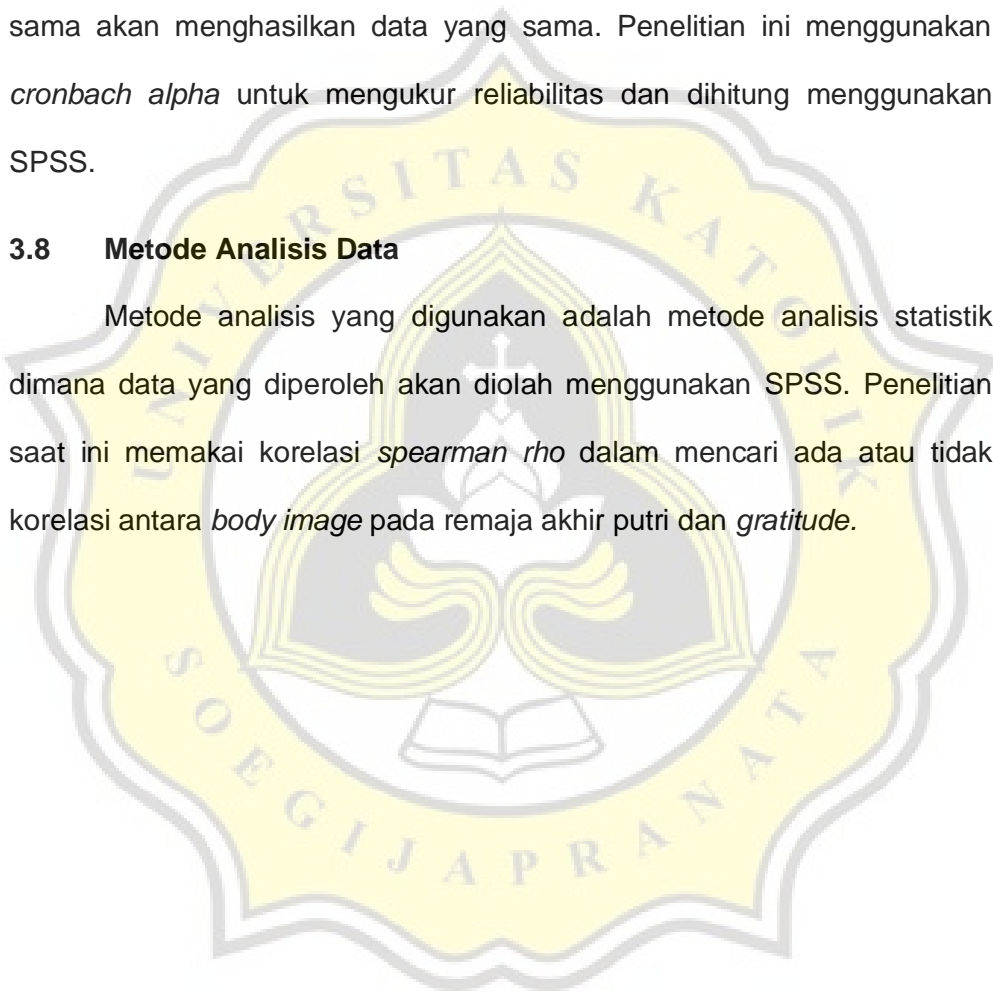 sama akan menghasilkan data yang sama. Penelitian ini menggunakan
cronbach alpha untuk mengukur reliabilitas dan dihitung menggunakan
SPSS.
3.8 Metode Analisis Data
Metode analisis yang digunakan adalah metode analisis statistik
dimana data yang diperoleh akan diolah menggunakan SPSS. Penelitian
saat ini memakai korelasi spearman rho dalam mencari ada atau tidak
korelasi antara body image pada remaja akhir putri dan gratitude.
UNIVERSITAS KATOLIK
SOEGIJAPRANATA